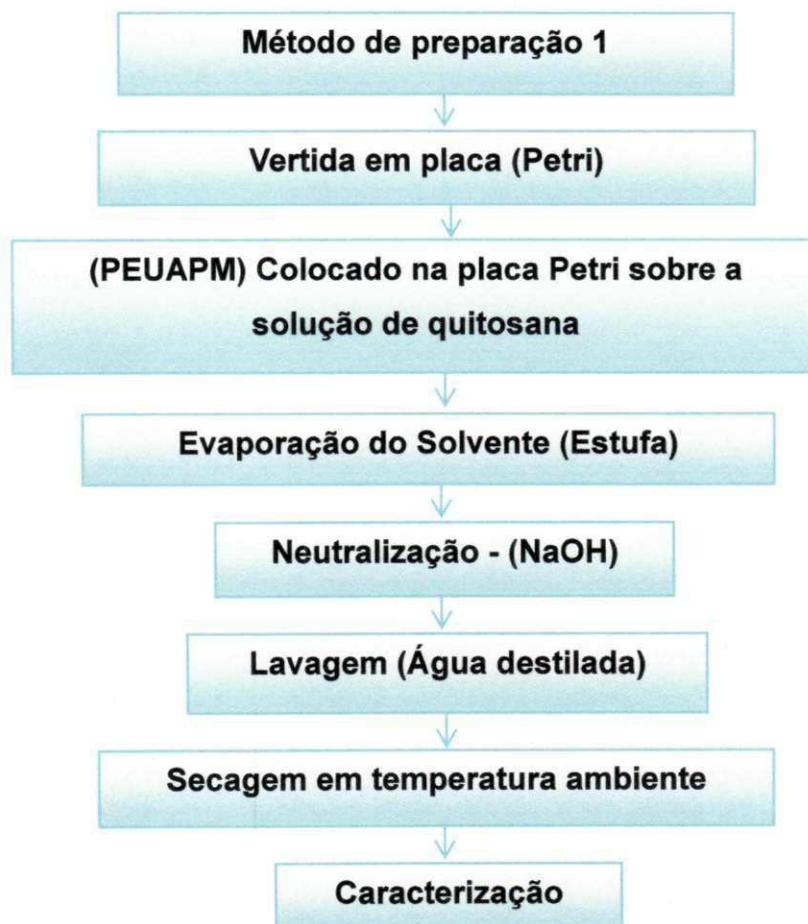 Método de preparação 1
Vertida em placa (Petri)
(PEUAPM) Colocado na placa Petri sobre a
solução de quitosana
Evaporação do Solvente (Estufa)
Neutralização - (NaOH)
Lavagem (Água destilada)
Secagem em temperatura ambiente
Caracterização